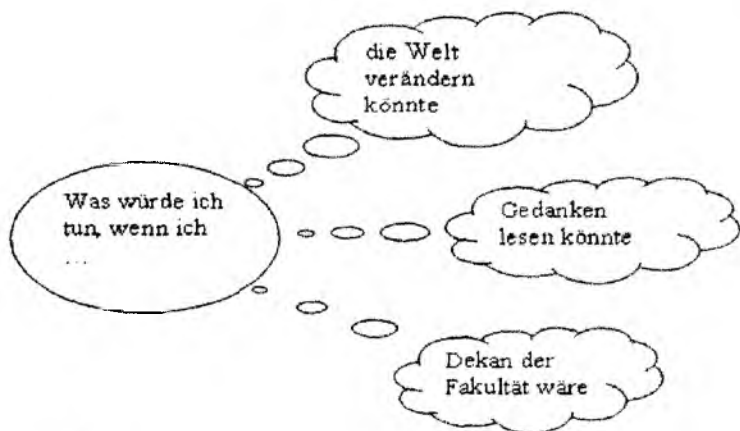 die Welt
verändern
könnte
Was würde ich
tun, wenn ich
...
Gedanken
lesen könnte
Dekan der
Fakultät wäre